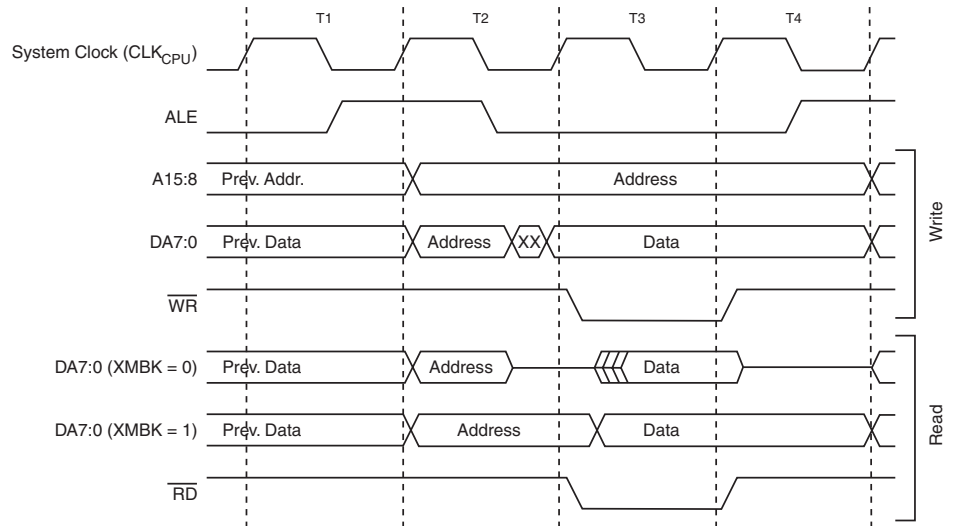 T1 T2 T3 T4
System Clock (CLKCPU)
ALE
A15:8 Prev. Addr. Address
DA7:0 Prev. Data Address XX Data
WR
Write
DA7:0 (XMBK = 0) Prev. Data Address Data
DA7:0 (XMBK = 1) Prev. Data Address Data
RD
Read